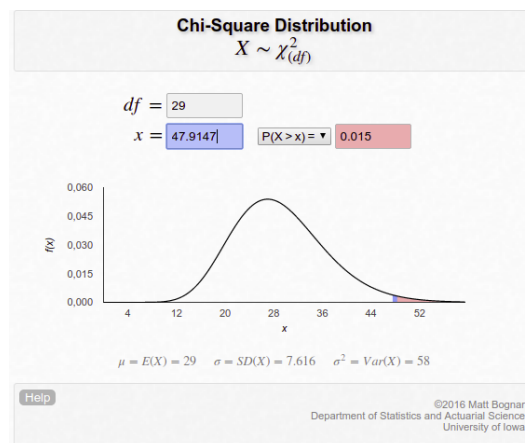 Chi-Square Distribution
X ∼ χ²(df)
df = 29
x = 47.9147
P(X > x) = ▼ 0.015
0,060
0,045
0,030
0,015
0,000
f(x)
4 12 20 28 36 44 52
x
μ = E(X) = 29 σ = SD(X) = 7.616 σ² = Var(X) = 58
Help
©2016 Matt Bognar
Department of Statistics and Actuarial Science
University of Iowa